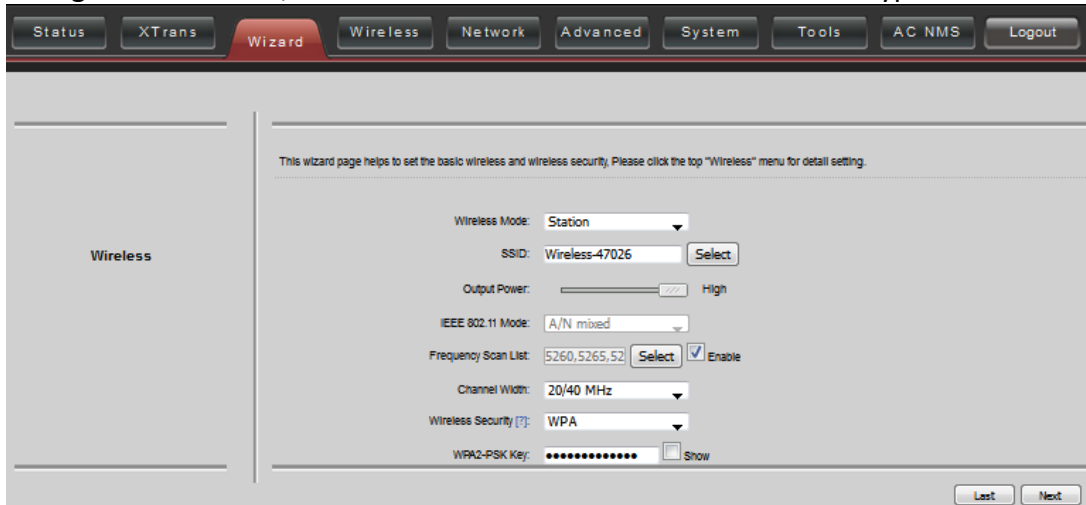 Status XTrans Wizard Wireless Network Advanced System Tools AC NMS Logout
This wizard page helps to set the basic wireless and wireless security, Please click the top "Wireless" menu for detail setting.
Wireless
Wireless Mode: Station
SSID: Wireless-47026 Select
Output Power: High
IEEE 802.11 Mode: A/N mixed
Frequency Scan List: 5260,5265,52 Select Enable
Channel Width: 20/40 MHz
Wireless Security [?]: WPA
WPA2-PSK Key: ●●●●●●●●●●●●● Show
Last Next